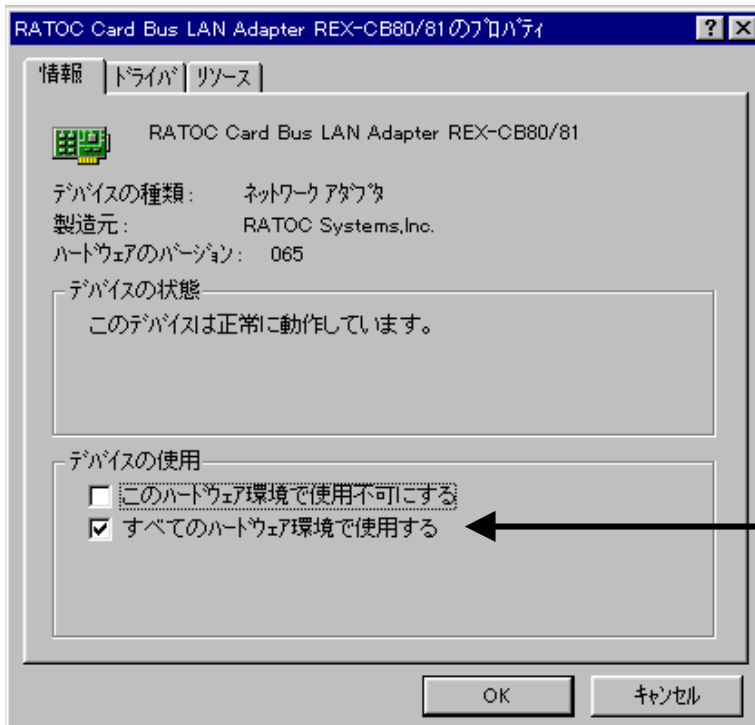 RATOC Card Bus LAN Adapter REX-CB80/81のﾌﾟﾛﾊﾟﾃｨ
情報 ﾄﾞﾗｲﾊﾞ ﾘｿｰｽ
RATOC Card Bus LAN Adapter REX-CB80/81
ﾃﾞﾊﾞｲｽの種類: ﾈｯﾄﾜｰｸ ｱﾀﾞﾌﾟﾀ
製造元: RATOC Systems,Inc.
ﾊｰﾄﾞｳｪｱのﾊﾞｰｼﾞｮﾝ: 065
ﾃﾞﾊﾞｲｽの状態
このﾃﾞﾊﾞｲｽは正常に動作しています。
ﾃﾞﾊﾞｲｽの使用
このﾊｰﾄﾞｳｪｱ環境で使用不可にする
すべてのﾊｰﾄﾞｳｪｱ環境で使用する
OK ｷｬﾝｾﾙ